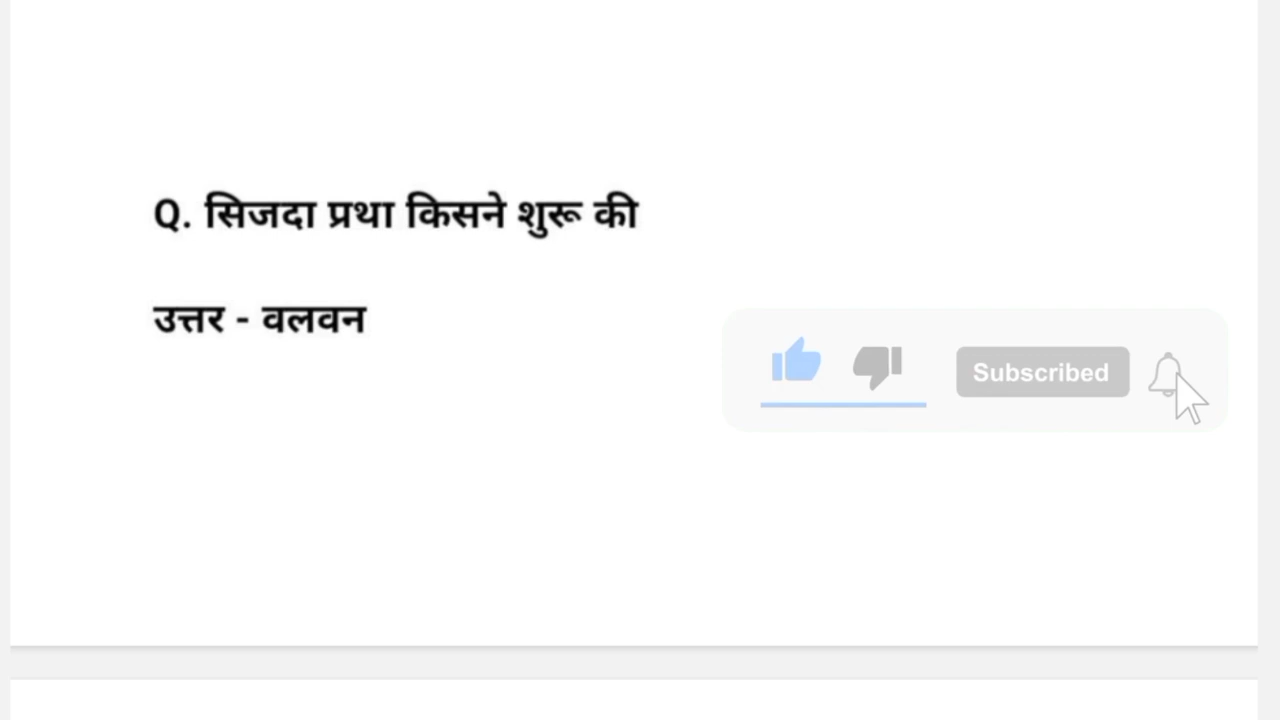 Q. सिजदा प्रथा किसने शुरू की
उत्तर - वलवन
Subscribed